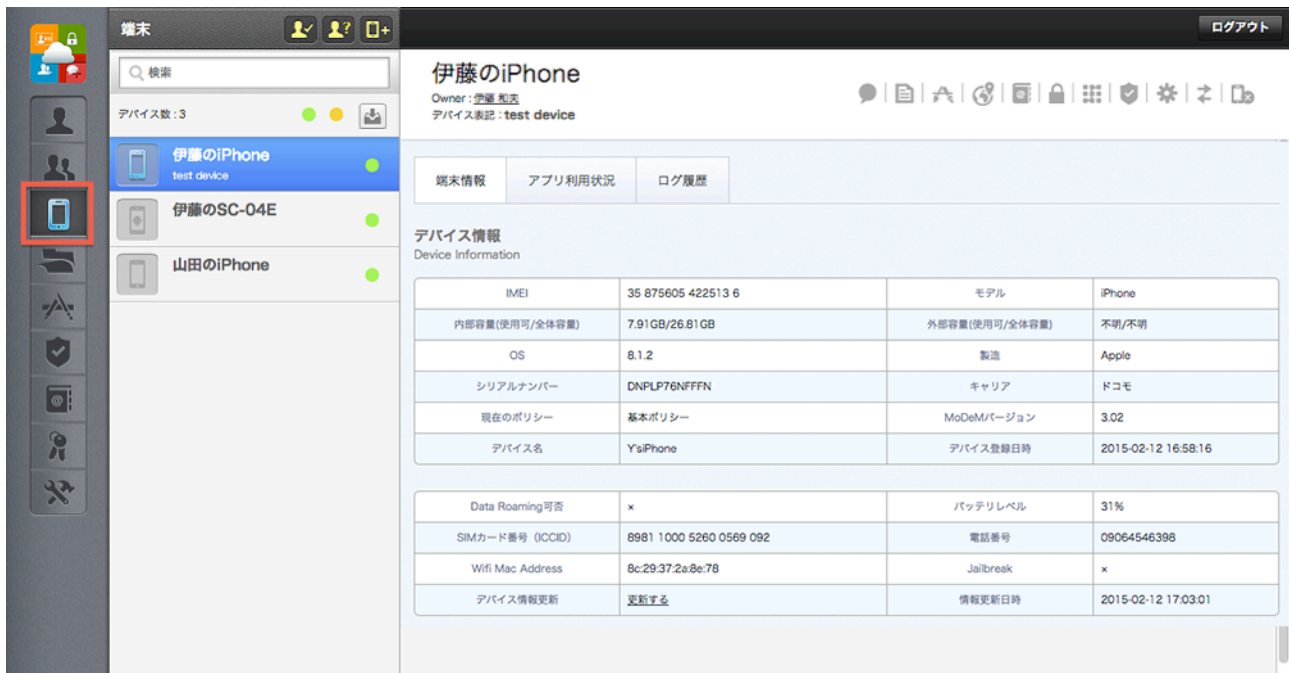 端末
検索
デバイス数 : 3
伊藤のiPhone
test device
伊藤のSC-04E
山田のiPhone
ログアウト
伊藤のiPhone
Owner : 伊藤 和夫
デバイス表記 : test device
端末情報 アプリ利用状況 ログ履歴
デバイス情報
Device Information
IMEI 35 875605 422513 6 モデル iPhone
内部容量(使用可/全体容量) 7.91GB/26.81GB 外部容量(使用可/全体容量) 不明/不明
OS 8.1.2 製造 Apple
シリアルナンバー DNPLP76NFFFN キャリア ドコモ
現在のポリシー 基本ポリシー MoDeMバージョン 3.02
デバイス名 Y'siPhone デバイス登録日時 2015-02-12 16:58:16
Data Roaming可否 × バッテリレベル 31%
SIMカード番号 (ICCID) 8981 1000 5260 0569 092 電話番号 09064546398
Wifi Mac Address 8c:29:37:2a:8e:78 Jailbreak ×
デバイス情報更新 更新する 情報更新日時 2015-02-12 17:03:01